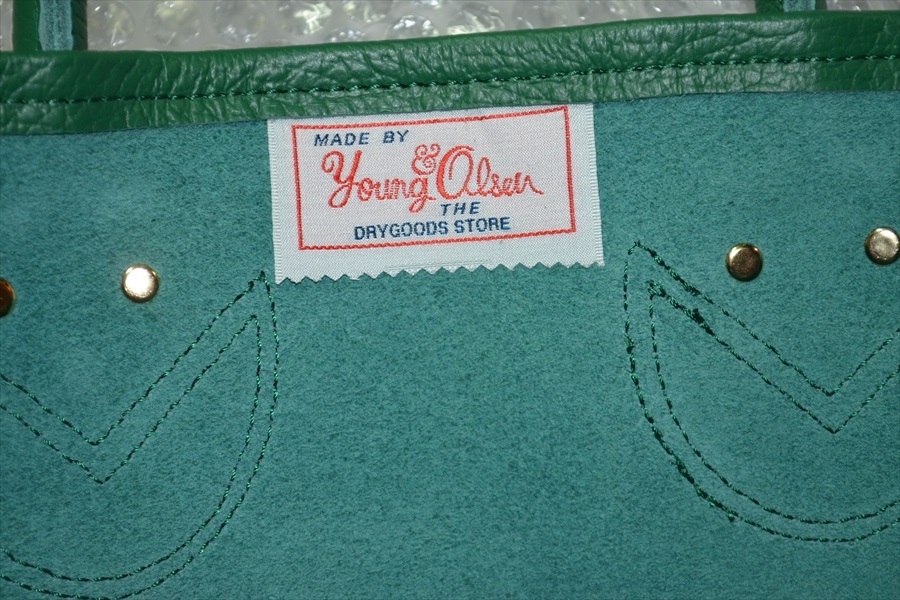 MADE BY
Young & Olsen
THE
DRYGOODS STORE